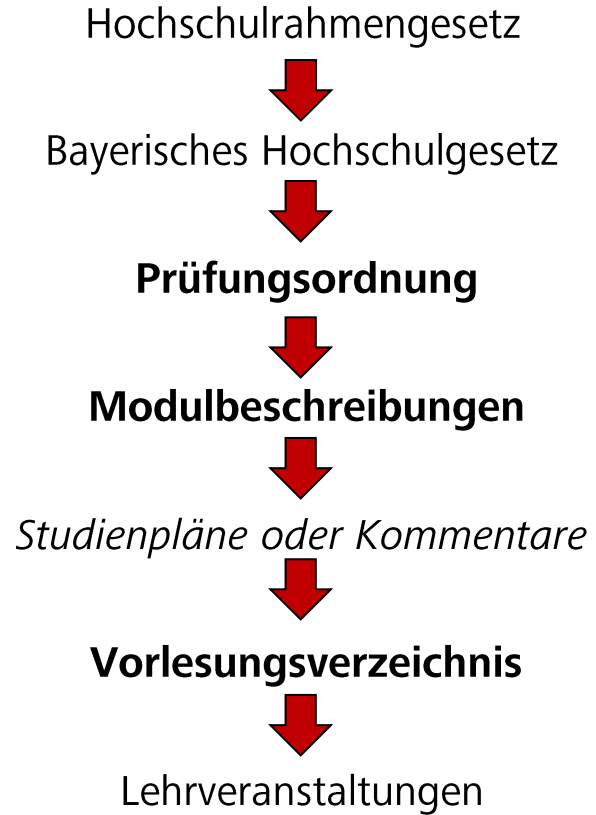 Hochschulrahmengesetz
Bayerisches Hochschulgesetz
Prüfungsordnung
Modulbeschreibungen
Studienpläne oder Kommentare
Vorlesungsverzeichnis
Lehrveranstaltungen